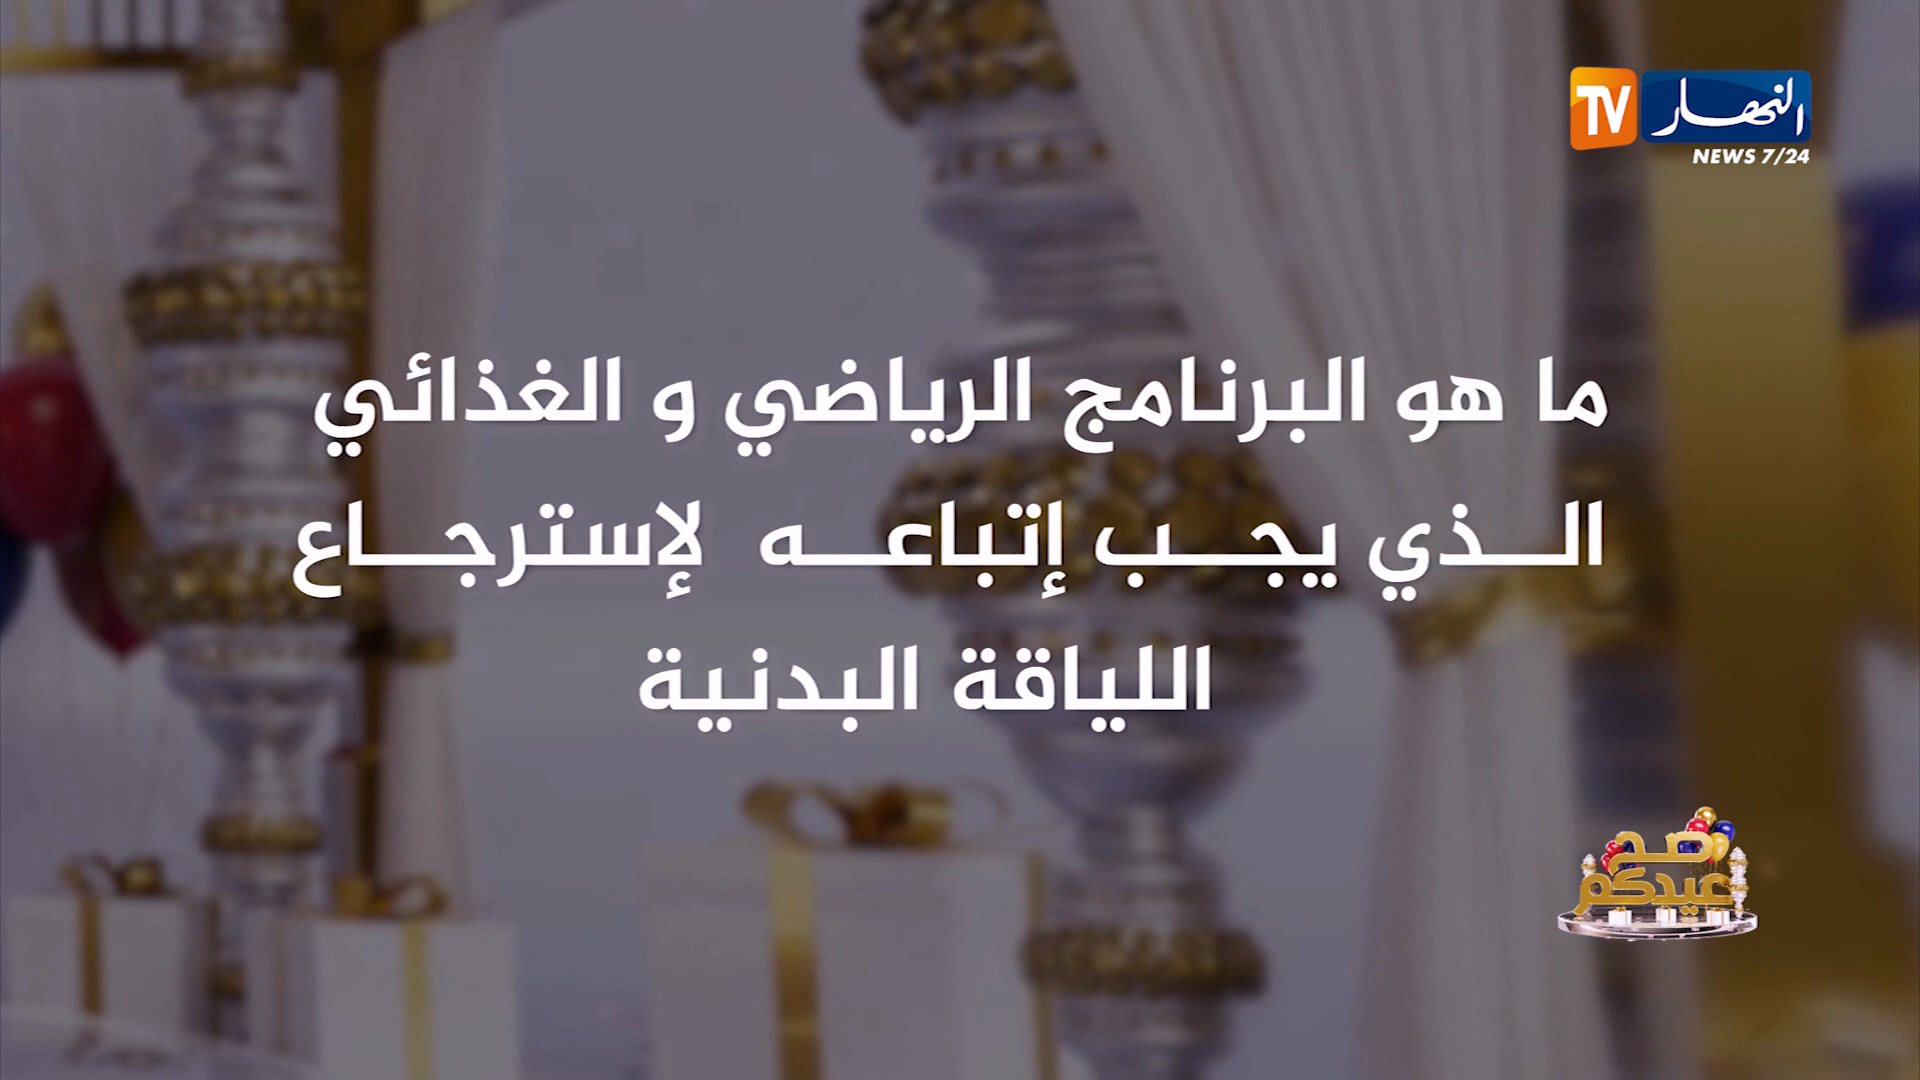 TV النهار
NEWS 7/24
ما هو البرنامج الرياضي و الغذائي
الـــذي يجـــب إتباعـــه لإسترجـــاع
اللياقة البدنية
صح
عيدكم